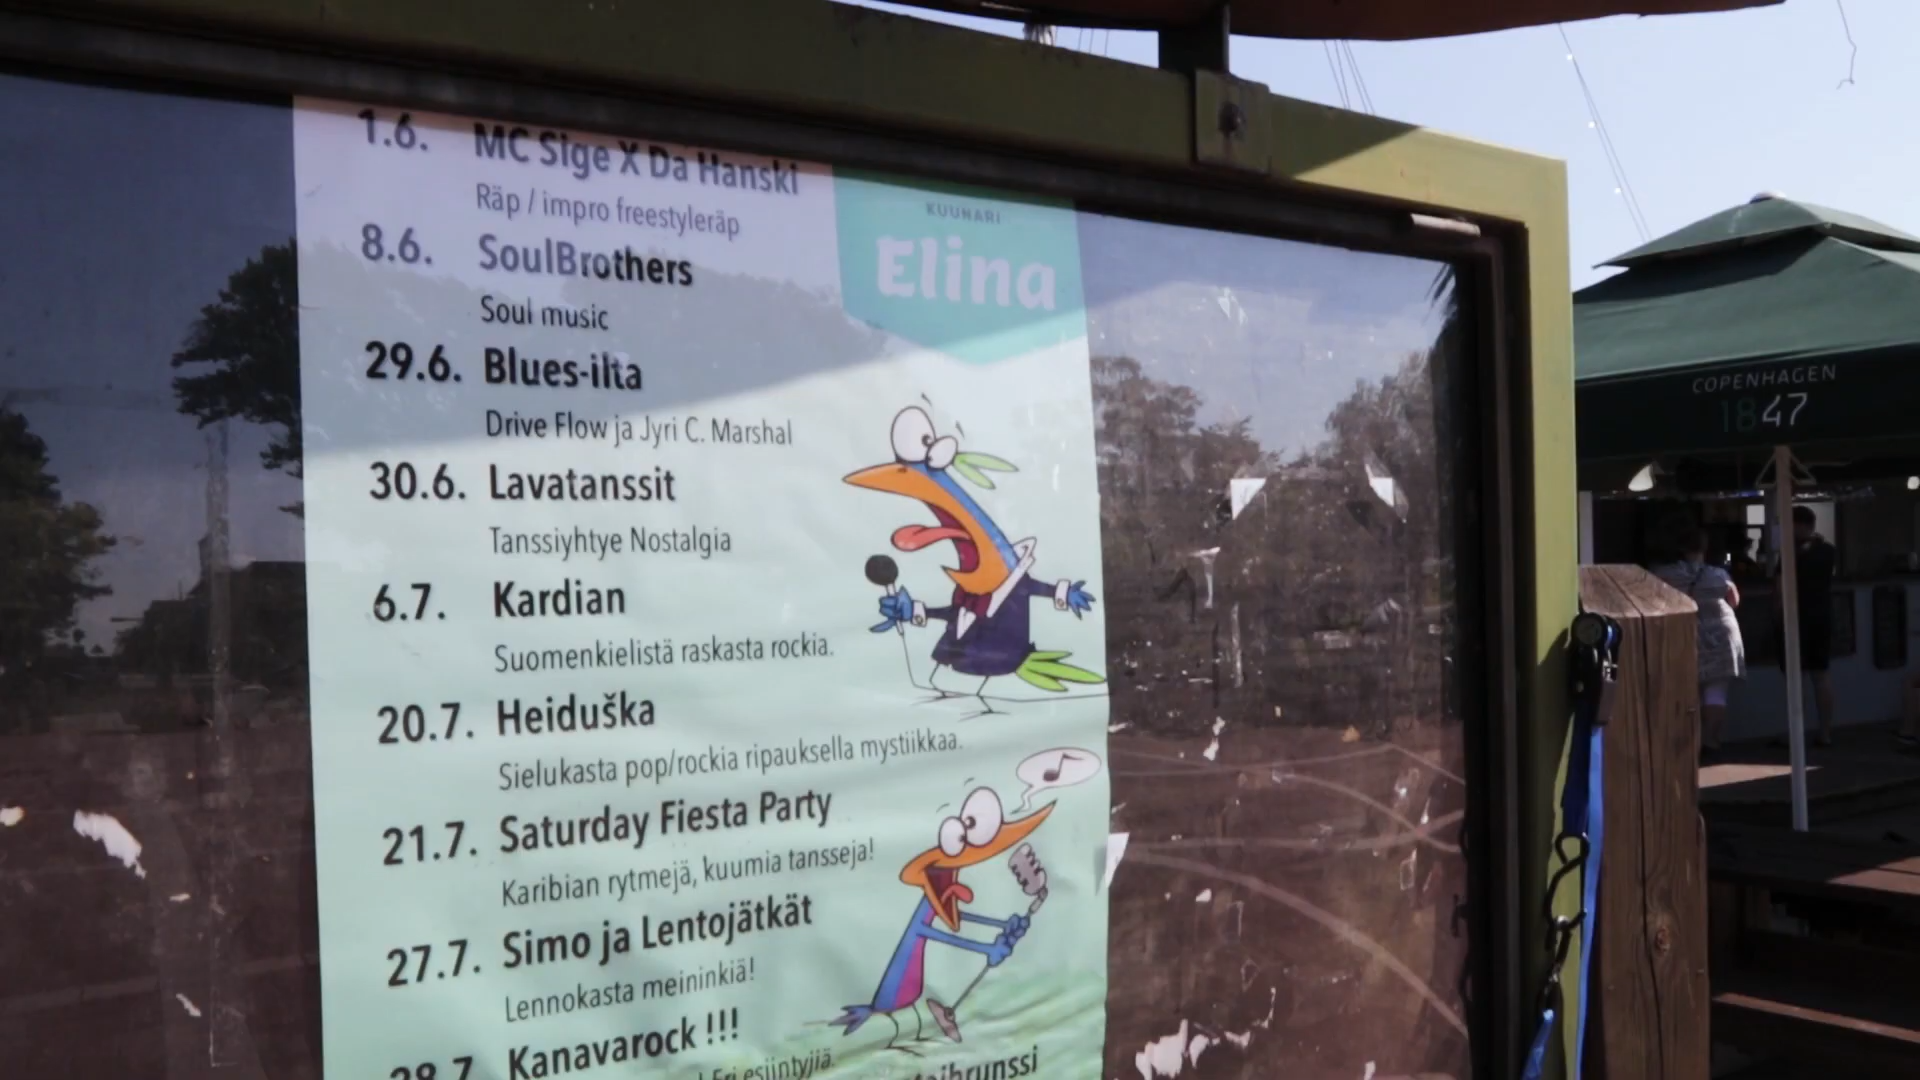 1.6. MC Sige X Da Hanski
Räp / impro freestyleräp
KUUNARI
Elina
8.6. SoulBrothers
Soul music
29.6. Blues-ilta
Drive Flow ja Jyri C. Marshal
30.6. Lavatanssit
Tanssiyhtye Nostalgia
6.7. Kardian
Suomenkielistä raskasta rockia.
20.7. Heiduška
Sielukasta pop/rockia ripauksella mystiikkaa.
21.7. Saturday Fiesta Party
Karibian rytmejä, kuumia tansseja!
27.7. Simo ja Lentojätkät
Lennokasta meininkiä!
28.7. Kanavarock !!!
esiintyjiä.
COPENHAGEN
1847